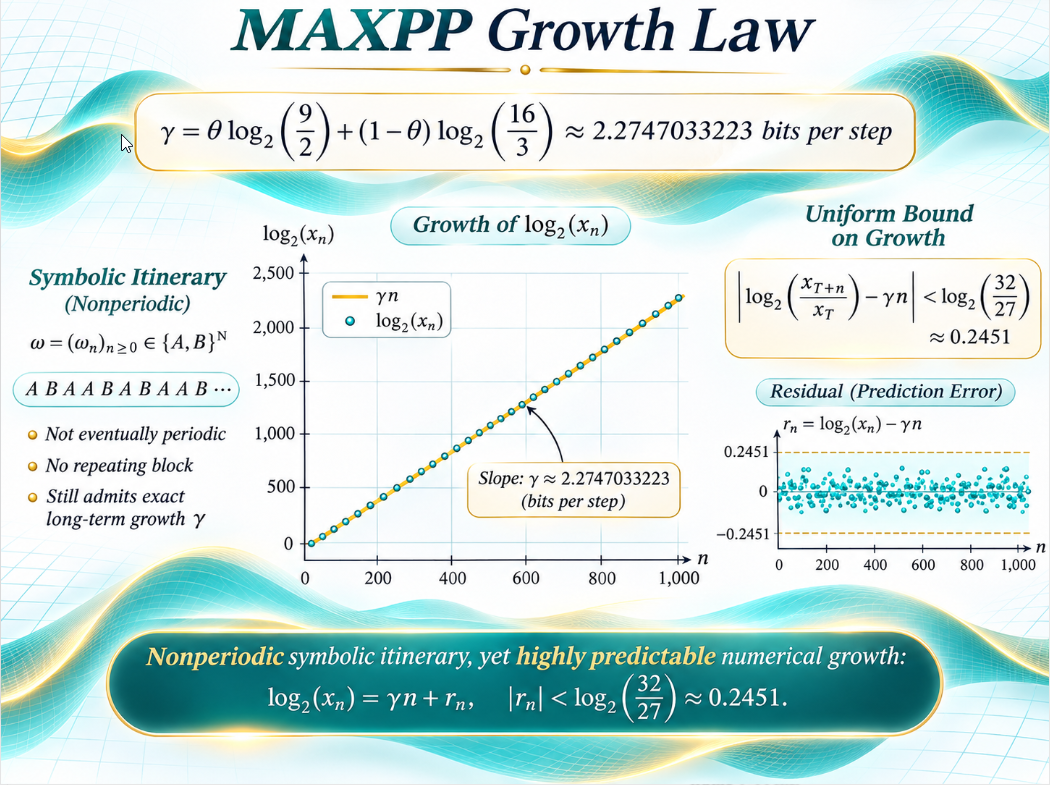 MAXPP Growth Law
γ = θ log₂ (9/2) + (1 − θ) log₂ (16/3) ≈ 2.2747033223 bits per step
Symbolic Itinerary
(Nonperiodic)
ω = (ωₙ)ₙ ≥ ₀ ∈ {A, B}ᴺ
A B A A B A B A A B ⋯
Not eventually periodic
No repeating block
Still admits exact
long-term growth γ
Growth of log₂(xₙ)
log₂(xₙ)
2,500
2,000
1,500
1,000
500
0
γ n
log₂(xₙ)
Slope: γ ≈ 2.2747033223
(bits per step)
0 200 400 600 800 1,000 n
Uniform Bound
on Growth
|log₂ (x_{T+n}/x_T) − γn| < log₂ (32/27)
≈ 0.2451
Residual (Prediction Error)
rₙ = log₂(xₙ) − γn
0.2451
0
−0.2451
0 200 400 600 800 1,000 n
Nonperiodic symbolic itinerary, yet highly predictable numerical growth:
log₂(xₙ) = γn + rₙ, |rₙ| < log₂ (32/27) ≈ 0.2451.